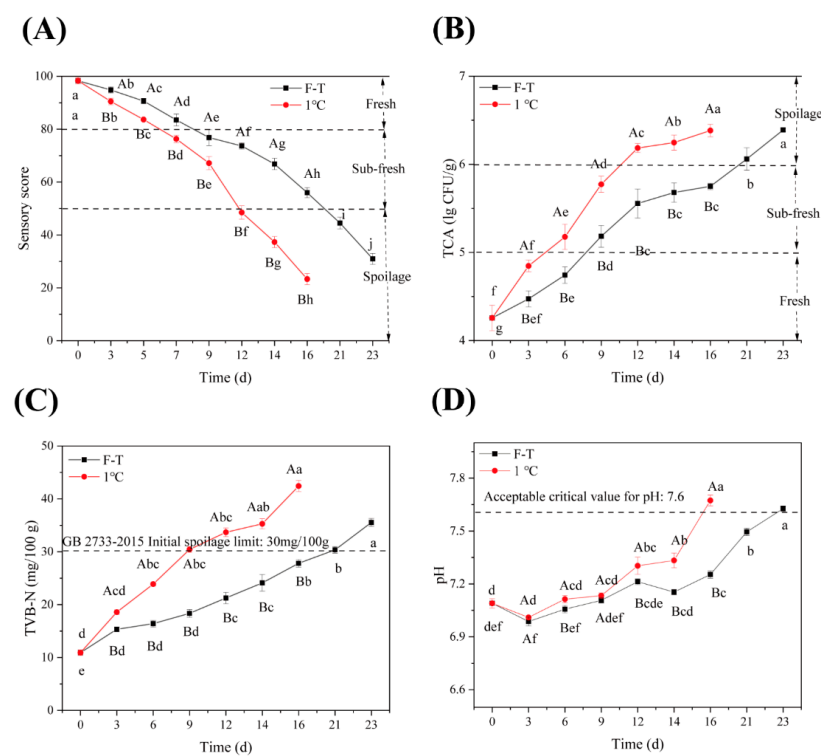 (A)
F-T
1℃
100
80
60
40
20
0
Sensory score
a
a
Ab
Ac
Ad
Ae
Af
Ag
Ah
i
j
Bb
Bc
Bd
Be
Bf
Bg
Bh
Fresh
Sub-fresh
Spoilage
0 3 5 7 9 12 14 16 21 23
Time (d)
(B)
F-T
1℃
7
6
5
4
TCA (lg CFU/g)
f
g
Af
Ae
Ad
Ac
Ab
Aa
Bef
Be
Bd
Bc
Bc
Bc
b
a
Spoilage
Sub-fresh
Fresh
0 3 6 9 12 14 16 21 23
Time (d)
(C)
F-T
1℃
50
40
30
20
10
0
TVB-N (mg/100 g)
GB 2733-2015 Initial spoilage limit: 30mg/100g
d
e
Acd
Abc
Abc
Abc
Aab
Aa
Bd
Bd
Bd
Bc
Bc
Bb
b
a
0 3 6 9 12 14 16 21 23
Time (d)
(D)
F-T
1℃
7.8
7.5
7.2
6.9
6.6
pH
Acceptable critical value for pH: 7.6
d
def
Ad
Acd
Acd
Abc
Ab
Aa
Af
Bef
Adef
Bcde
Bcd
Bc
b
a
0 3 6 9 12 14 16 21 23
Time (d)